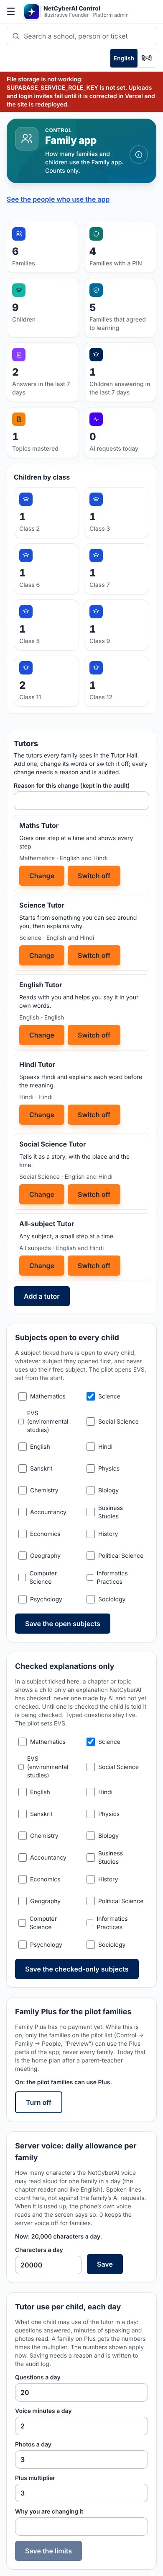 NetCyberAI Control
Illustrative Founder · Platform admin
Search a school, person or ticket
English
हिन्दी
File storage is not working:
SUPABASE_SERVICE_ROLE_KEY is not set. Uploads
and login invites fail until it is corrected in Vercel and
the site is redeployed.
CONTROL
Family app
How many families and
children use the Family app.
Counts only.
See the people who use the app
6
Families
4
Families with a PIN
9
Children
5
Families that agreed
to learning
2
Answers in the last 7
days
1
Children answering in
the last 7 days
1
Topics mastered
0
AI requests today
Children by class
1
Class 2
1
Class 3
1
Class 6
1
Class 7
1
Class 8
1
Class 9
2
Class 11
1
Class 12
Tutors
The tutors every family sees in the Tutor Hall.
Add one, change its words or switch it off; every
change needs a reason and is audited.
Reason for this change (kept in the audit)
Maths Tutor
Goes one step at a time and shows every
step.
Mathematics · English and Hindi
Change
Switch off
Science Tutor
Starts from something you can see around
you, then explains why.
Science · English and Hindi
Change
Switch off
English Tutor
Reads with you and helps you say it in your
own words.
English · English
Change
Switch off
Hindi Tutor
Speaks Hindi and explains each word before
the meaning.
Hindi · Hindi
Change
Switch off
Social Science Tutor
Tells it as a story, with the place and the
time.
Social Science · English and Hindi
Change
Switch off
All-subject Tutor
Any subject, a small step at a time.
All subjects · English and Hindi
Change
Switch off
Add a tutor
Subjects open to every child
A subject ticked here is open to every child,
whatever subject they opened first, and never
uses up their free subject. The pilot opens EVS,
set from the start.
Mathematics
Science
EVS
(environmental
studies)
Social Science
English
Hindi
Sanskrit
Physics
Chemistry
Biology
Accountancy
Business
Studies
Economics
History
Geography
Political Science
Computer
Science
Informatics
Practices
Psychology
Sociology
Save the open subjects
Checked explanations only
In a subject ticked here, a chapter or topic
shows a child only an explanation NetCyberAI
has checked: never one made by AI and not yet
checked. Until one is checked the child is told it
is being checked. Typed questions stay live.
The pilot sets EVS.
Mathematics
Science
EVS
(environmental
studies)
Social Science
English
Hindi
Sanskrit
Physics
Chemistry
Biology
Accountancy
Business
Studies
Economics
History
Geography
Political Science
Computer
Science
Informatics
Practices
Psychology
Sociology
Save the checked-only subjects
Family Plus for the pilot families
Family Plus has no payment yet. While this is
on, only the families on the pilot list (Control →
Family → People, "Preview") can use the Plus
parts of the app; never every family. Today that
is the home plan after a parent-teacher
meeting.
On: the pilot families can use Plus.
Turn off
Server voice: daily allowance per
family
How many characters the NetCyberAI voice
may read aloud for one family in a day (the
chapter reader and live English). Spoken lines
count here, not against the family's AI requests.
When it is used up, the phone's own voice
reads and the screen says so. 0 keeps the
server voice off for families.
Now: 20,000 characters a day.
Characters a day
20000
Save
Tutor use per child, each day
What one child may use of the tutor in a day:
questions answered, minutes of speaking and
photos read. A family on Plus gets the numbers
times the multiplier. The numbers shown apply
now. Saving needs a reason and is written to
the audit log.
Questions a day
20
Voice minutes a day
2
Photos a day
3
Plus multiplier
3
Why you are changing it
Save the limits